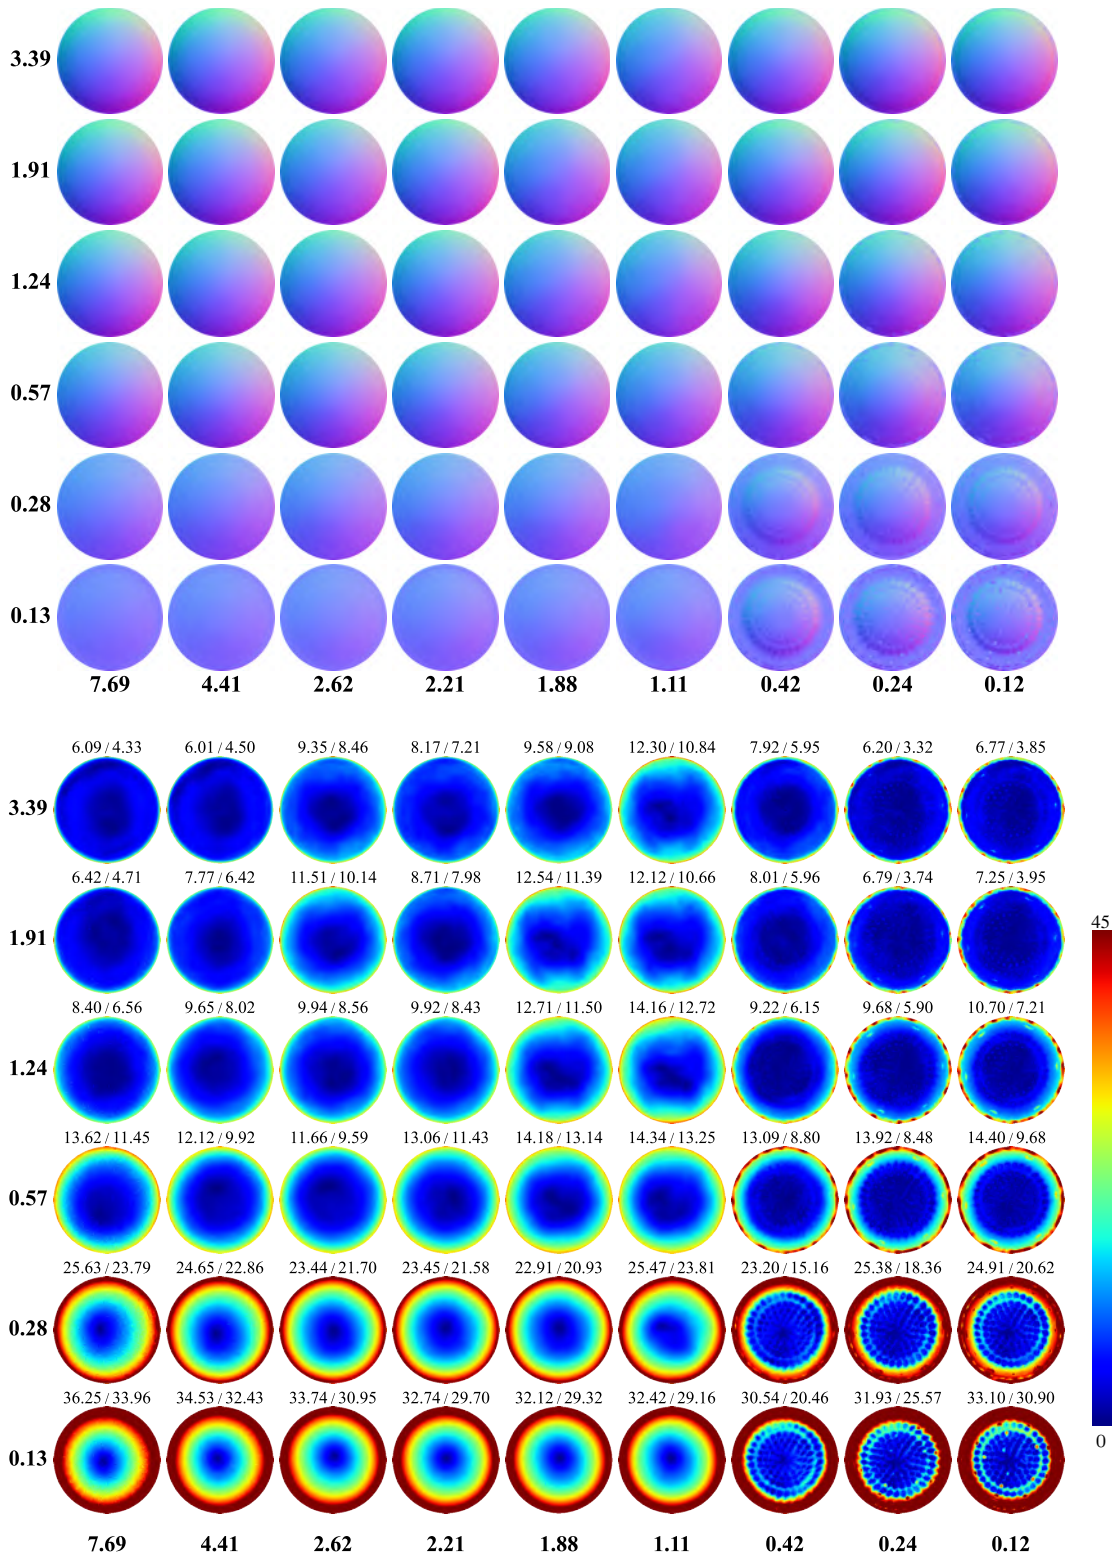 3.39
1.91
1.24
0.57
0.28
0.13
7.69 4.41 2.62 2.21 1.88 1.11 0.42 0.24 0.12
6.09 / 4.33 6.01 / 4.50 9.35 / 8.46 8.17 / 7.21 9.58 / 9.08 12.30 / 10.84 7.92 / 5.95 6.20 / 3.32 6.77 / 3.85
3.39
6.42 / 4.71 7.77 / 6.42 11.51 / 10.14 8.71 / 7.98 12.54 / 11.39 12.12 / 10.66 8.01 / 5.96 6.79 / 3.74 7.25 / 3.95
45
1.91
8.40 / 6.56 9.65 / 8.02 9.94 / 8.56 9.92 / 8.43 12.71 / 11.50 14.16 / 12.72 9.22 / 6.15 9.68 / 5.90 10.70 / 7.21
1.24
13.62 / 11.45 12.12 / 9.92 11.66 / 9.59 13.06 / 11.43 14.18 / 13.14 14.34 / 13.25 13.09 / 8.80 13.92 / 8.48 14.40 / 9.68
0.57
25.63 / 23.79 24.65 / 22.86 23.44 / 21.70 23.45 / 21.58 22.91 / 20.93 25.47 / 23.81 23.20 / 15.16 25.38 / 18.36 24.91 / 20.62
0.28
36.25 / 33.96 34.53 / 32.43 33.74 / 30.95 32.74 / 29.70 32.12 / 29.32 32.42 / 29.16 30.54 / 20.46 31.93 / 25.57 33.10 / 30.90
0
0.13
7.69 4.41 2.62 2.21 1.88 1.11 0.42 0.24 0.12